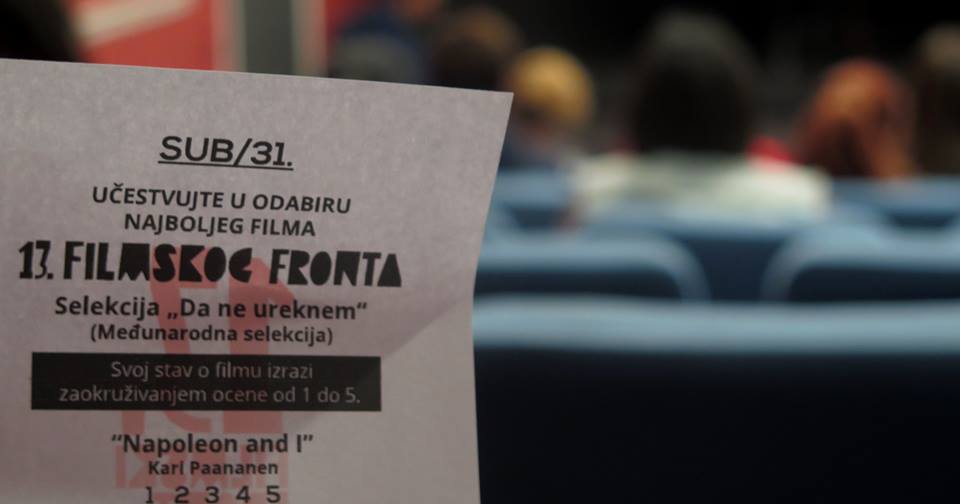 SUB/31.
UČESTVUJTE U ODABIRU
NAJBOLJEG FILMA
13. FILMSKOG FRONTA
Selekcija „Da ne ureknem“
(Međunarodna selekcija)
Svoj stav o filmu izrazi
zaokruživanjem ocene od 1 do 5.
“Napoleon and I”
Kari Paananen
1 2 3 4 5